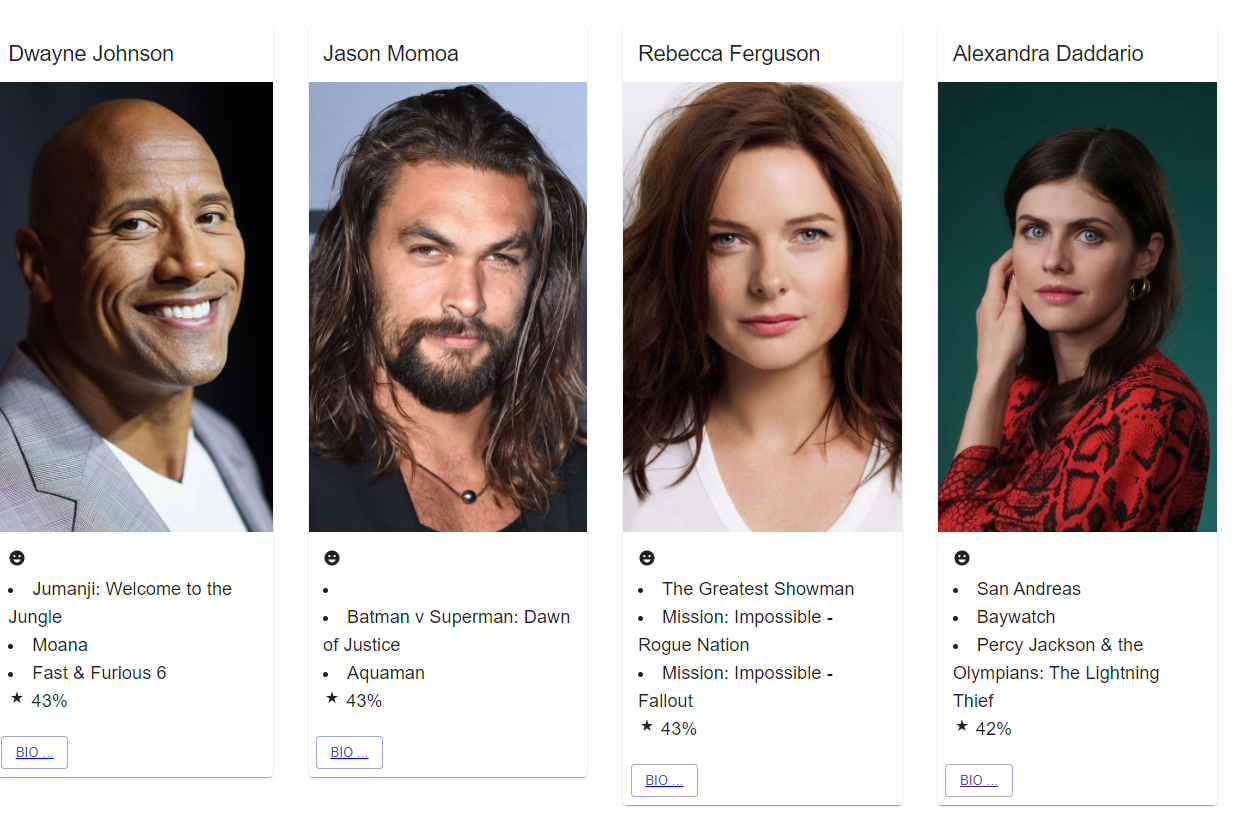 Dwayne Johnson
Jason Momoa
Rebecca Ferguson
Alexandra Daddario
Jumanji: Welcome to the
Jungle
Moana
Fast & Furious 6
43%
BIO ...
Batman v Superman: Dawn
of Justice
Aquaman
43%
BIO ...
The Greatest Showman
Mission: Impossible -
Rogue Nation
Mission: Impossible -
Fallout
43%
BIO ...
San Andreas
Baywatch
Percy Jackson & the
Olympians: The Lightning
Thief
42%
BIO ...